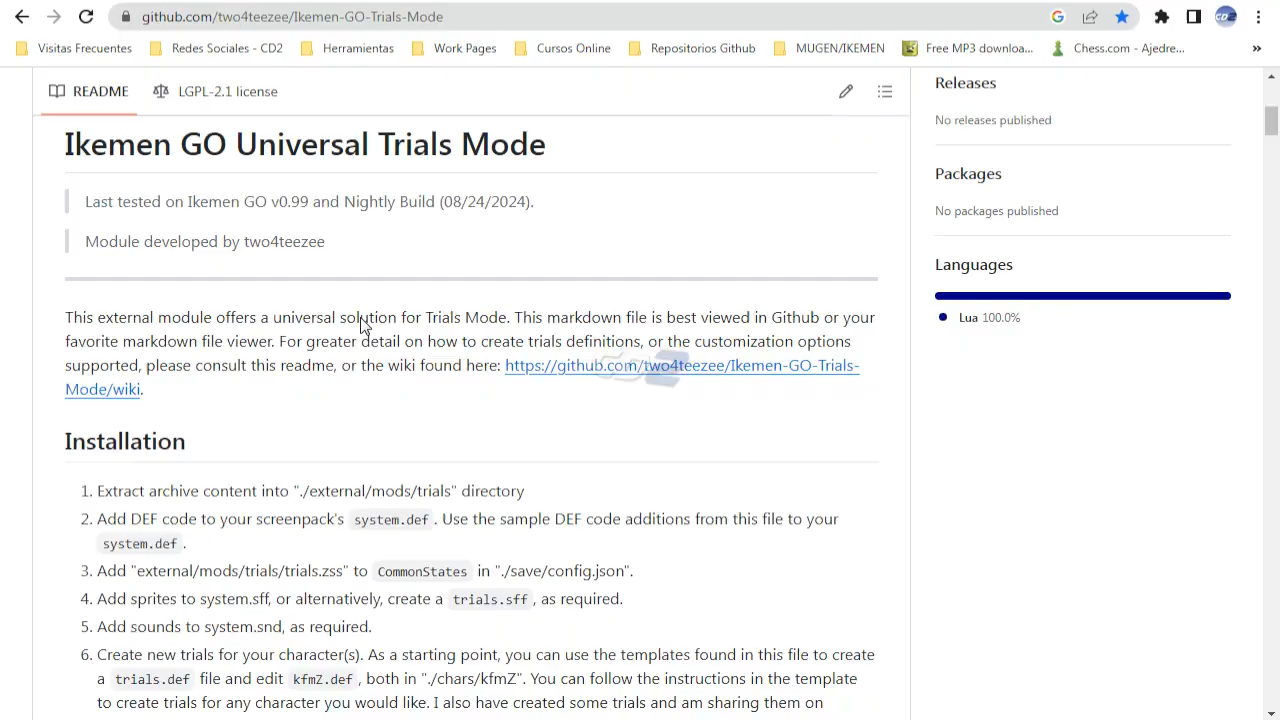 github.com/two4teezee/Ikemen-GO-Trials-Mode
Visitas Frecuentes
Redes Sociales - CD2
Herramientas
Work Pages
Cursos Online
Repositorios Github
MUGEN/IKEMEN
Free MP3 downloa...
Chess.com - Ajedre...
»
README
LGPL-2.1 license
Ikemen GO Universal Trials Mode
Last tested on Ikemen GO v0.99 and Nightly Build (08/24/2024).
Module developed by two4teezee
This external module offers a universal solution for Trials Mode. This markdown file is best viewed in Github or your
favorite markdown file viewer. For greater detail on how to create trials definitions, or the customization options
supported, please consult this readme, or the wiki found here: https://github.com/two4teezee/Ikemen-GO-Trials-
Mode/wiki.
CD2
Installation
1. Extract archive content into "./external/mods/trials" directory
2. Add DEF code to your screenpack's system.def. Use the sample DEF code additions from this file to your
system.def.
3. Add "external/mods/trials/trials.zss" to CommonStates in "./save/config.json".
4. Add sprites to system.sff, or alternatively, create a trials.sff, as required.
5. Add sounds to system.snd, as required.
6. Create new trials for your character(s). As a starting point, you can use the templates found in this file to create
a trials.def file and edit kfmZ.def, both in "./chars/kfmZ". You can follow the instructions in the template
to create trials for any character you would like. I also have created some trials and am sharing them on
Releases
No releases published
Packages
No packages published
Languages
Lua 100.0%